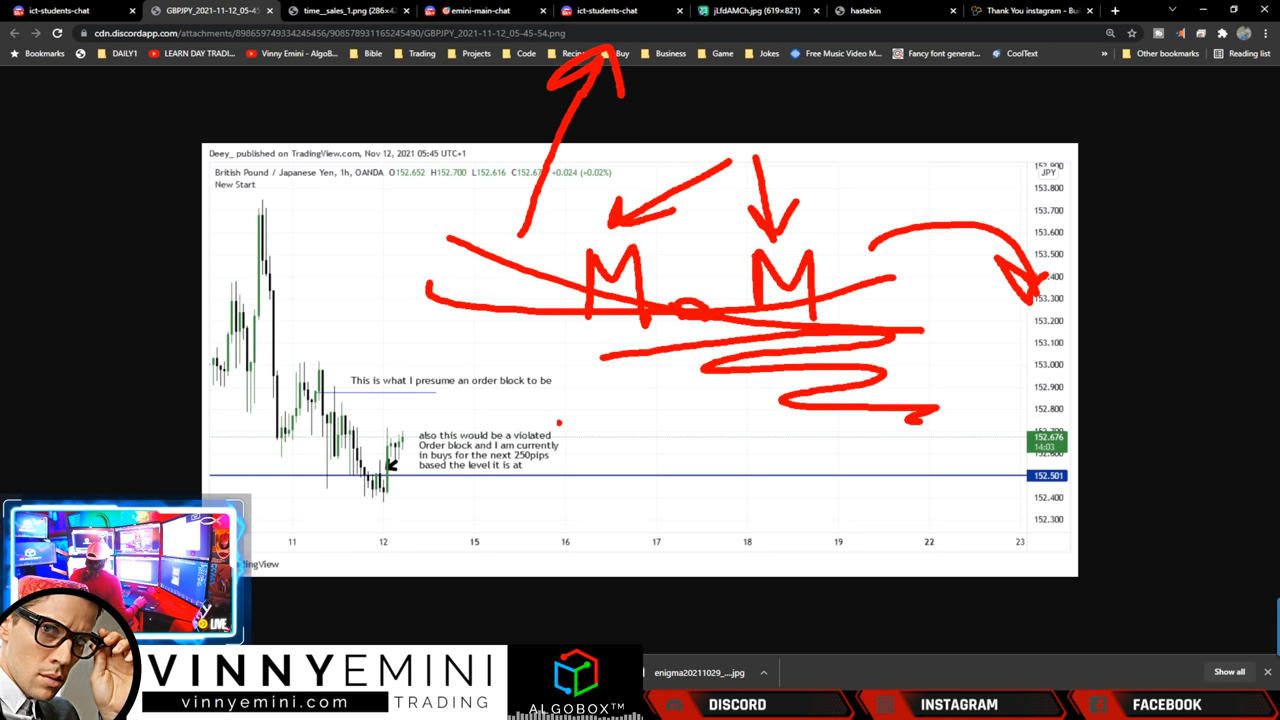 ict-students-chat
GBPJPY_2021-11-12_05-45-54.p
time__sales_1.png (286×4
emini-main-chat
ict-students-chat
jLfdAMCh.jpg (619×821)
hastebin
Thank You instagram - Bu
cdn.discordapp.com/attachments/898659749334245456/908578931165245490/GBPJPY_2021-11-12_05-45-54.png
Bookmarks
DAILY1
LEARN DAY TRADI...
Vinny Emini - AlgoB...
Bible
Trading
Projects
Code
Recip
Buy
Business
Game
Jokes
Free Music Video M...
Fancy font generat...
CoolText
»
Other bookmarks
Reading list
Deey_ published on TradingView.com, Nov 12, 2021 05:45 UTC+1
British Pound / Japanese Yen, 1h, OANDA O152.652 H152.700 L152.616 C152.67 +0.024 (+0.02%)
New Start
152.900
JPY
153.800
153.700
153.600
153.500
153.400
153.300
153.200
153.100
153.000
152.900
152.800
152.676
14:03
152.501
152.400
152.300
M M
This is what I presume an order block to be
also this would be a violated
Order block and I am currently
in buys for the next 250pips
based the level it is at
11 12 15 16 17 18 19 22 23
ngView
LIVE
VINNYEMINI
vinnyemini.com
TRADING
ALGOBOX™
enigma20211029_...jpg
Show all
DISCORD
INSTAGRAM
FACEBOOK